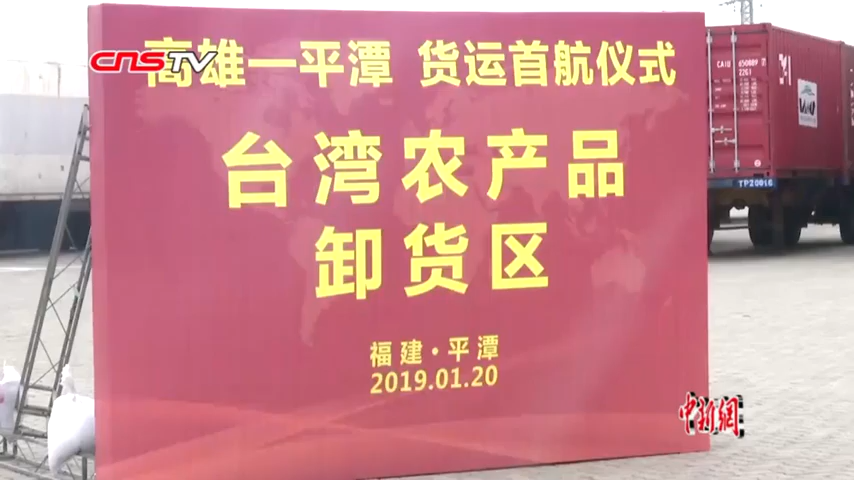 CNSTV
高雄一平潭 货运首航仪式
台湾农产品
卸货区
福建·平潭
2019.01.20
中新網
TP20016